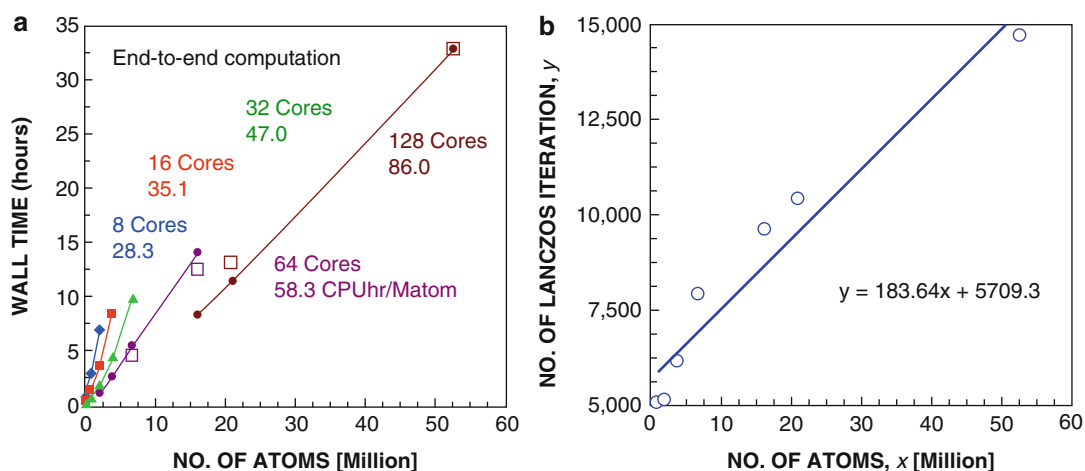 a
WALL TIME (hours)
35
30
25
20
15
10
5
0
End-to-end computation
32 Cores
47.0
16 Cores
35.1
128 Cores
86.0
8 Cores
28.3
64 Cores
58.3 CPUhr/Matom
0 10 20 30 40 50 60
NO. OF ATOMS [Million]
b
NO. OF LANCZOS ITERATION, y
15,000
12,500
10,000
7,500
5,000
y = 183.64x + 5709.3
0 10 20 30 40 50 60
NO. OF ATOMS, x [Million]